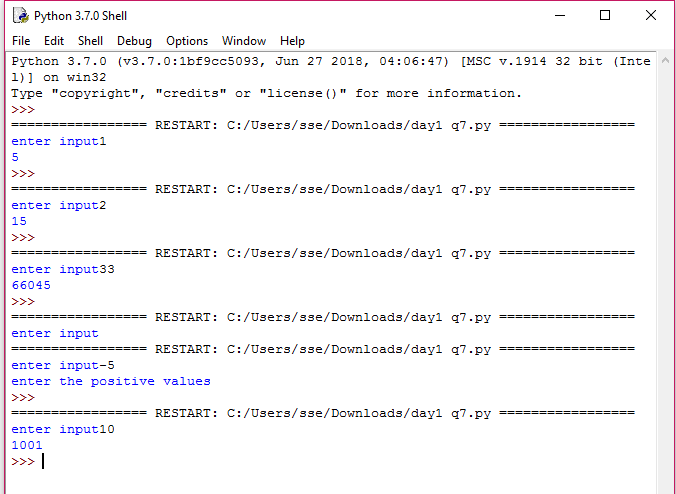 Python 3.7.0 Shell
File Edit Shell Debug Options Window Help
Python 3.7.0 (v3.7.0:1bf9cc5093, Jun 27 2018, 04:06:47) [MSC v.1914 32 bit (Inte
l)] on win32
Type "copyright", "credits" or "license()" for more information.
>>>
================= RESTART: C:/Users/sse/Downloads/day1 q7.py =================
enter input1
5
>>>
================= RESTART: C:/Users/sse/Downloads/day1 q7.py =================
enter input2
15
>>>
================= RESTART: C:/Users/sse/Downloads/day1 q7.py =================
enter input33
66045
>>>
================= RESTART: C:/Users/sse/Downloads/day1 q7.py =================
enter input
================= RESTART: C:/Users/sse/Downloads/day1 q7.py =================
enter input-5
enter the positive values
>>>
================= RESTART: C:/Users/sse/Downloads/day1 q7.py =================
enter input10
1001
>>>